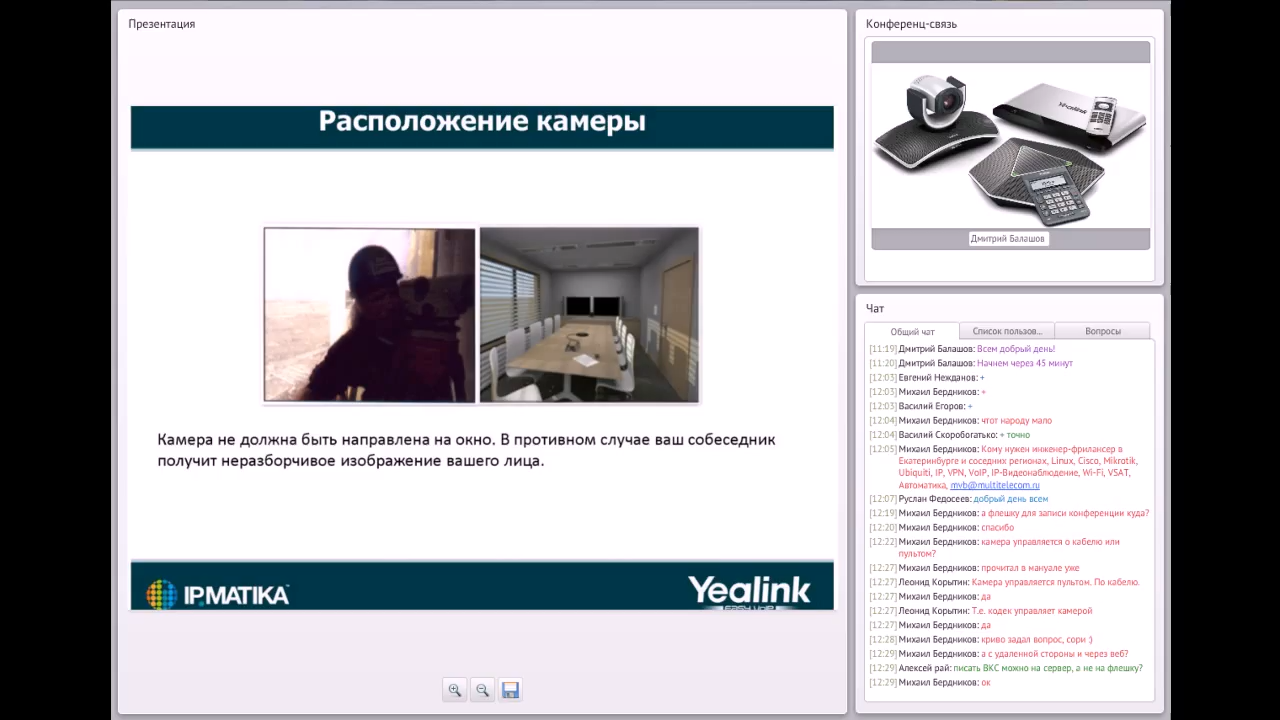 Презентация
Расположение камеры
Камера не должна быть направлена на окно. В противном случае ваш собеседник
получит неразборчивое изображение вашего лица.
IPMATIKA
Yealink
EASY VoIP
Конференц-связь
Yealink
Дмитрий Балашов
Чат
Общий чат
Список пользов...
Вопросы
[11:19] Дмитрий Балашов: Всем добрый день!
[11:20] Дмитрий Балашов: Начнем через 45 минут
[12:03] Евгений Нежданов: +
[12:03] Михаил Бердников: +
[12:03] Василий Егоров: +
[12:04] Михаил Бердников: чтот народу мало
[12:04] Василий Скоробогатько: + точно
[12:05] Михаил Бердников: Кому нужен инженер-фрилансер в
Екатеринбурге и соседних регионах, Linux, Cisco, Mikrotik,
Ubiquiti, IP, VPN, VoIP, IP-Видеонаблюдение, Wi-Fi, VSAT,
Автоматика, mvb@multitelecom.ru
[12:07] Руслан Федосеев: добрый день всем
[12:19] Михаил Бердников: а флешку для записи конференции куда?
[12:20] Михаил Бердников: спасибо
[12:22] Михаил Бердников: камера управляется о кабелю или
пультом?
[12:27] Михаил Бердников: прочитал в мануале уже
[12:27] Леонид Корытин: Камера управляется пультом. По кабелю.
[12:27] Михаил Бердников: да
[12:27] Леонид Корытин: Т.е. кодек управляет камерой
[12:27] Михаил Бердников: да
[12:28] Михаил Бердников: криво задал вопрос, сори :)
[12:29] Михаил Бердников: а с удаленной стороны и через веб?
[12:29] Алексей рай: писать ВКС можно на сервер, а не на флешку?
[12:29] Михаил Бердников: ок